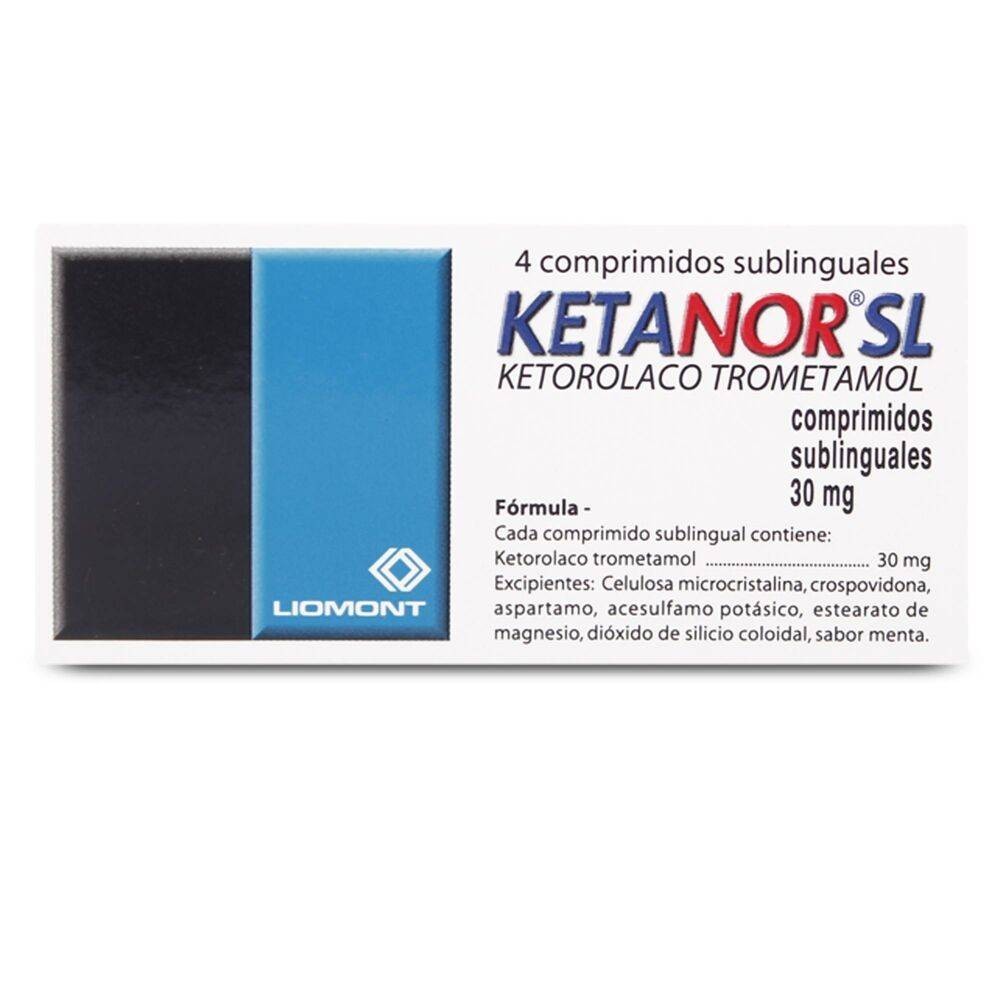 4 comprimidos sublinguales
KETANOR® SL
KETOROLACO TROMETAMOL
comprimidos
sublinguales
30 mg
Fórmula -
Cada comprimido sublingual contiene:
Ketorolaco trometamol ........................................ 30 mg
Excipientes: Celulosa microcristalina, crospovidona,
aspartamo, acesulfamo potásico, estearato de
magnesio, dióxido de silicio coloidal, sabor menta.
LIOMONT